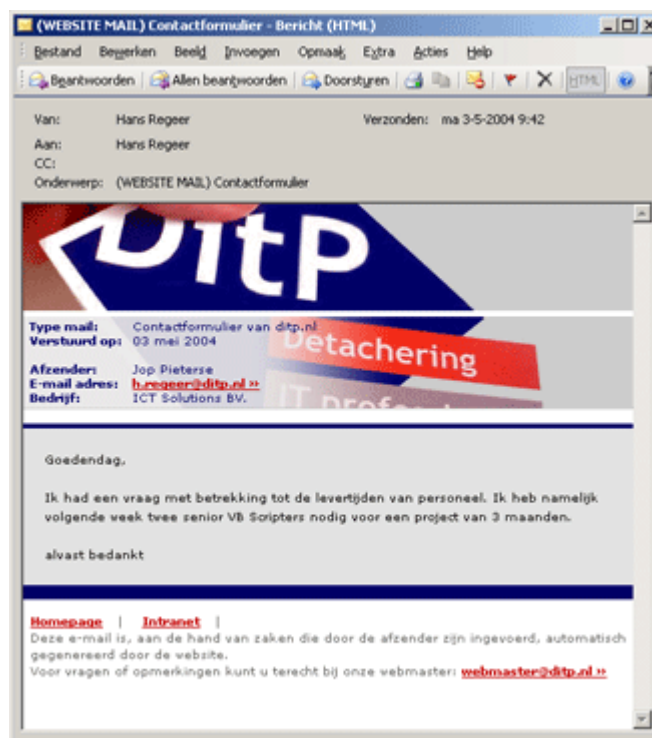 (WEBSITE MAIL) Contactformulier - Bericht (HTML)
Bestand Bewerken Beeld Invoegen Opmaak Extra Acties Help
Beantwoorden Allen beantwoorden Doorsturen HTML
Van: Hans Regeer Verzonden: ma 3-5-2004 9:42
Aan: Hans Regeer
CC:
Onderwerp: (WEBSITE MAIL) Contactformulier
DitP
Type mail: Contactformulier van ditp.nl
Verstuurd op: 03 mei 2004
Detachering
Afzender: Jop Pieterse
E-mail adres: h.regeer@ditp.nl »
Bedrijf: ICT Solutions BV.
IT
Goedendag,
Ik had een vraag met betrekking tot de levertijden van personeel. Ik heb namelijk
volgende week twee senior VB Scripters nodig voor een project van 3 maanden.
alvast bedankt
Homepage | Intranet |
Deze e-mail is, aan de hand van zaken die door de afzender zijn ingevoerd, automatisch
gegenereerd door de website.
Voor vragen of opmerkingen kunt u terecht bij onze webmaster: webmaster@ditp.nl »